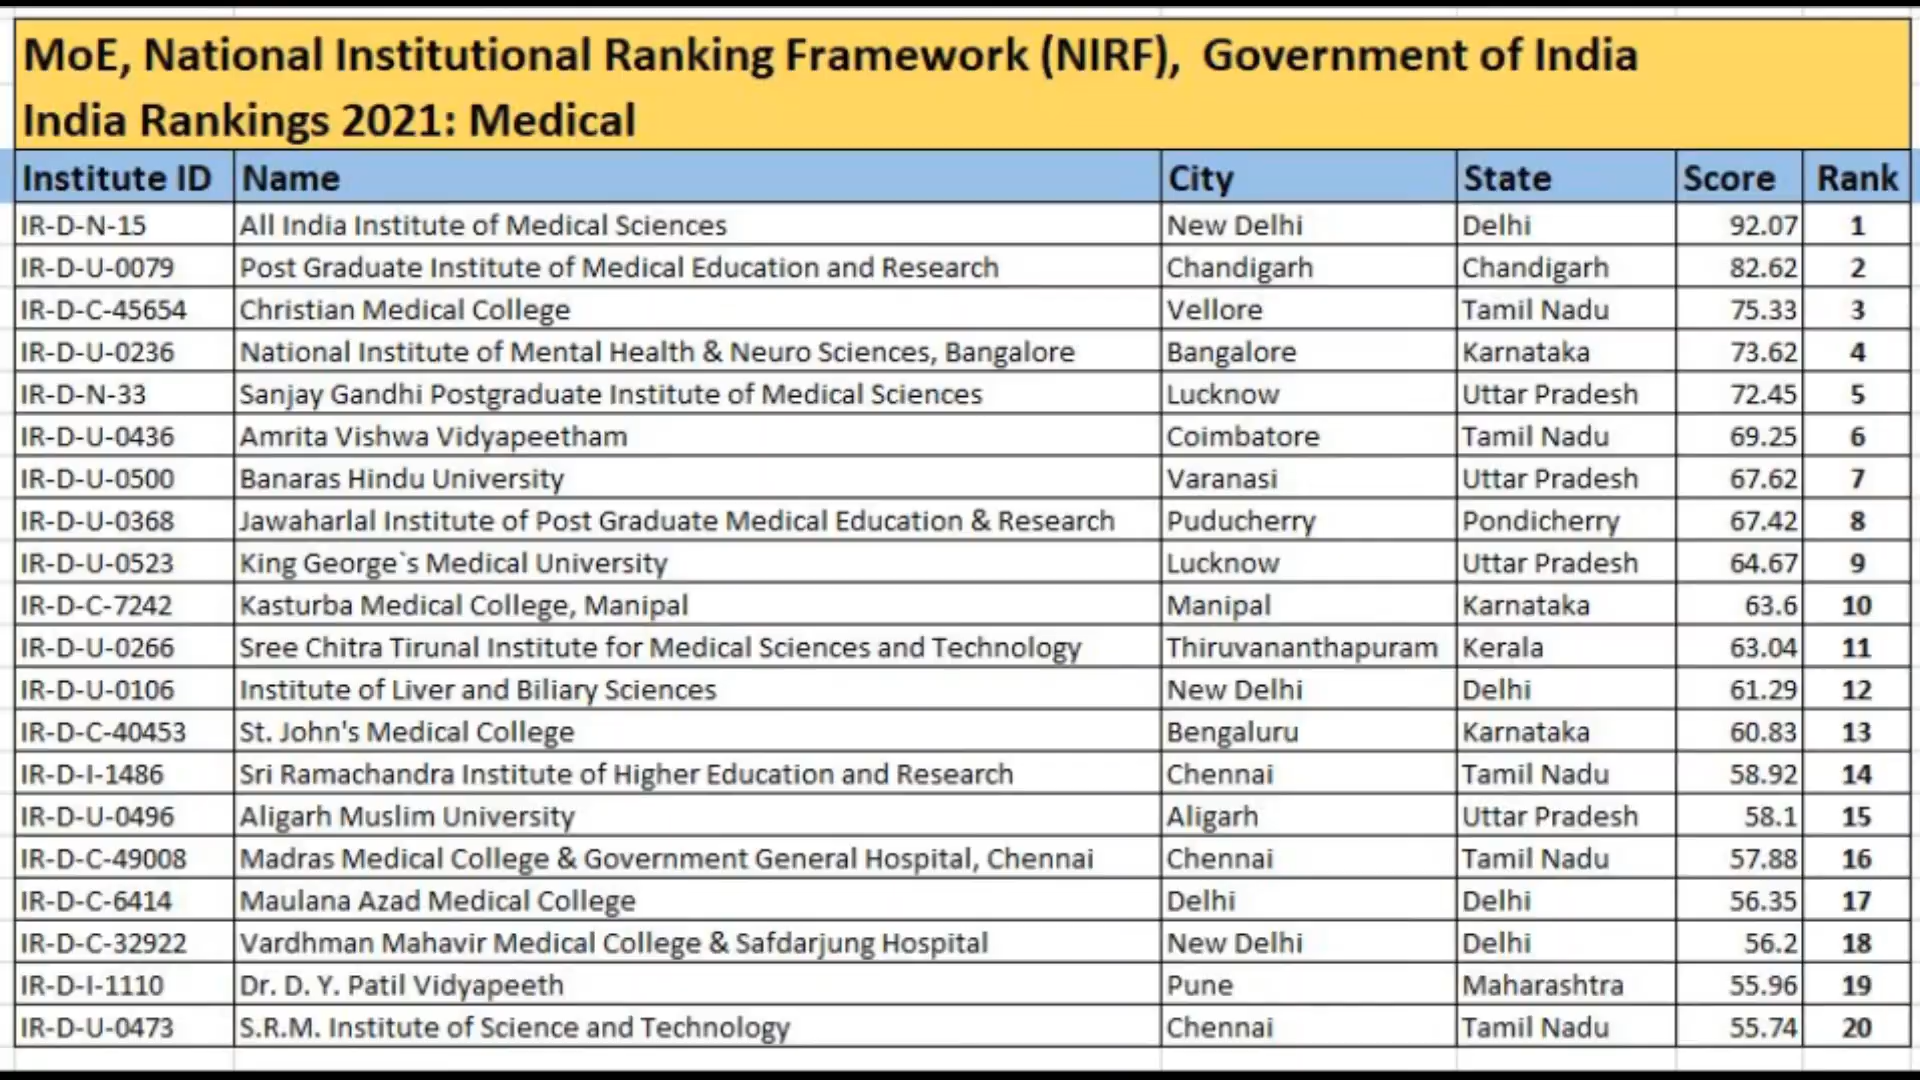 MoE, National Institutional Ranking Framework (NIRF), Government of India
India Rankings 2021: Medical
Institute ID Name City State Score Rank
IR-D-N-15 All India Institute of Medical Sciences New Delhi Delhi 92.07 1
IR-D-U-0079 Post Graduate Institute of Medical Education and Research Chandigarh Chandigarh 82.62 2
IR-D-C-45654 Christian Medical College Vellore Tamil Nadu 75.33 3
IR-D-U-0236 National Institute of Mental Health & Neuro Sciences, Bangalore Bangalore Karnataka 73.62 4
IR-D-N-33 Sanjay Gandhi Postgraduate Institute of Medical Sciences Lucknow Uttar Pradesh 72.45 5
IR-D-U-0436 Amrita Vishwa Vidyapeetham Coimbatore Tamil Nadu 69.25 6
IR-D-U-0500 Banaras Hindu University Varanasi Uttar Pradesh 67.62 7
IR-D-U-0368 Jawaharlal Institute of Post Graduate Medical Education & Research Puducherry Pondicherry 67.42 8
IR-D-U-0523 King George`s Medical University Lucknow Uttar Pradesh 64.67 9
IR-D-C-7242 Kasturba Medical College, Manipal Manipal Karnataka 63.6 10
IR-D-U-0266 Sree Chitra Tirunal Institute for Medical Sciences and Technology Thiruvananthapuram Kerala 63.04 11
IR-D-U-0106 Institute of Liver and Biliary Sciences New Delhi Delhi 61.29 12
IR-D-C-40453 St. John's Medical College Bengaluru Karnataka 60.83 13
IR-D-I-1486 Sri Ramachandra Institute of Higher Education and Research Chennai Tamil Nadu 58.92 14
IR-D-U-0496 Aligarh Muslim University Aligarh Uttar Pradesh 58.1 15
IR-D-C-49008 Madras Medical College & Government General Hospital, Chennai Chennai Tamil Nadu 57.88 16
IR-D-C-6414 Maulana Azad Medical College Delhi Delhi 56.35 17
IR-D-C-32922 Vardhman Mahavir Medical College & Safdarjung Hospital New Delhi Delhi 56.2 18
IR-D-I-1110 Dr. D. Y. Patil Vidyapeeth Pune Maharashtra 55.96 19
IR-D-U-0473 S.R.M. Institute of Science and Technology Chennai Tamil Nadu 55.74 20